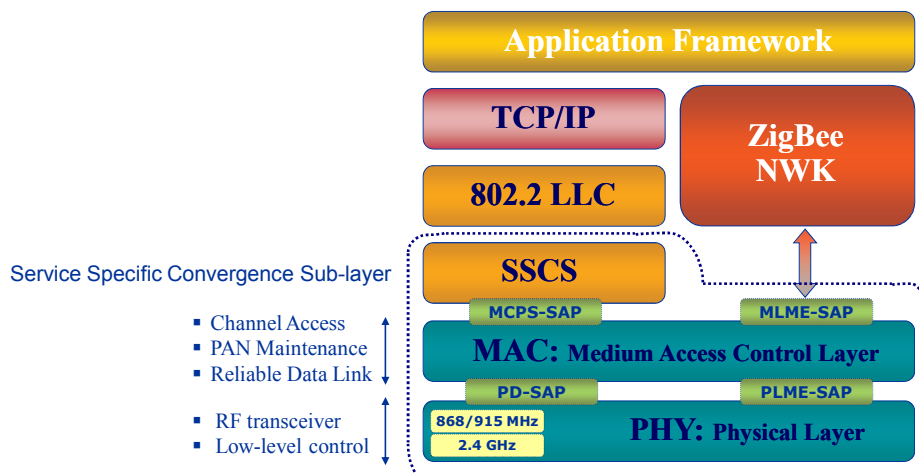 Application Framework
TCP/IP
ZigBee
NWK
802.2 LLC
Service Specific Convergence Sub-layer
SSCS
MCPS-SAP
MLME-SAP
▪ Channel Access
▪ PAN Maintenance
▪ Reliable Data Link
MAC: Medium Access Control Layer
PD-SAP
PLME-SAP
▪ RF transceiver
▪ Low-level control
868/915 MHz
2.4 GHz
PHY: Physical Layer